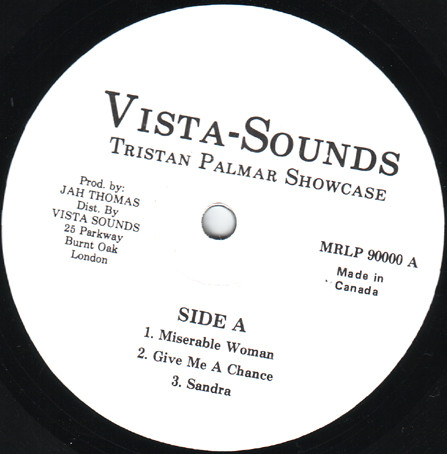 VISTA-SOUNDS
TRISTAN PALMAR SHOWCASE
Prod. by:
JAH THOMAS
Dist. By
VISTA SOUNDS
25 Parkway
Burnt Oak
London
MRLP 90000 A
Made in
Canada
SIDE A
1. Miserable Woman
2. Give Me A Chance
3. Sandra